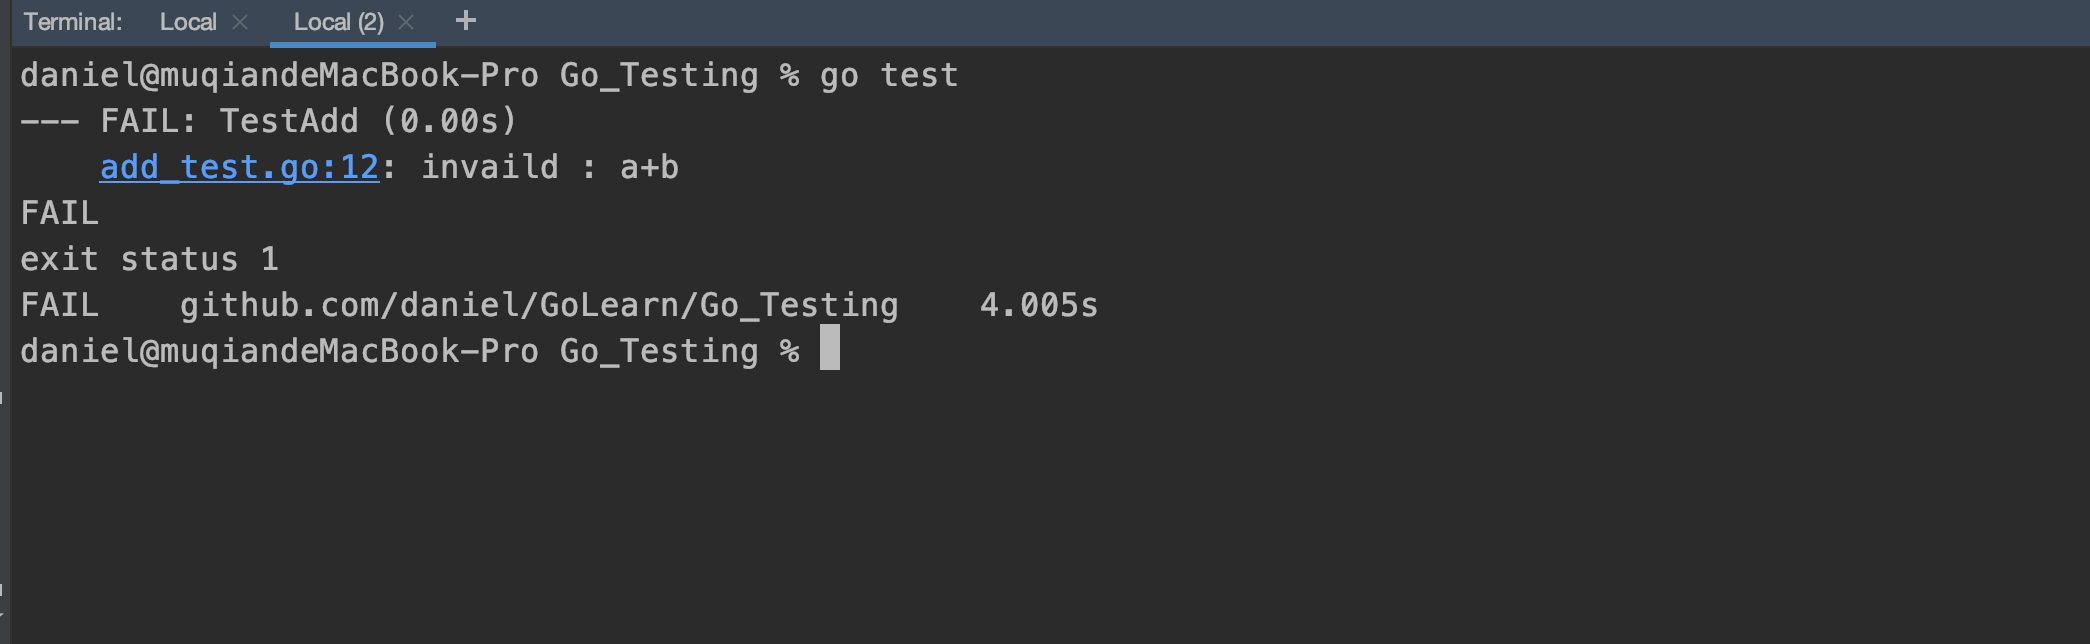 Terminal: Local × Local (2) × +
daniel@muqiandeMacBook-Pro Go_Testing % go test
--- FAIL: TestAdd (0.00s)
    add_test.go:12: invaild : a+b
FAIL
exit status 1
FAIL    github.com/daniel/GoLearn/Go_Testing    4.005s
daniel@muqiandeMacBook-Pro Go_Testing %